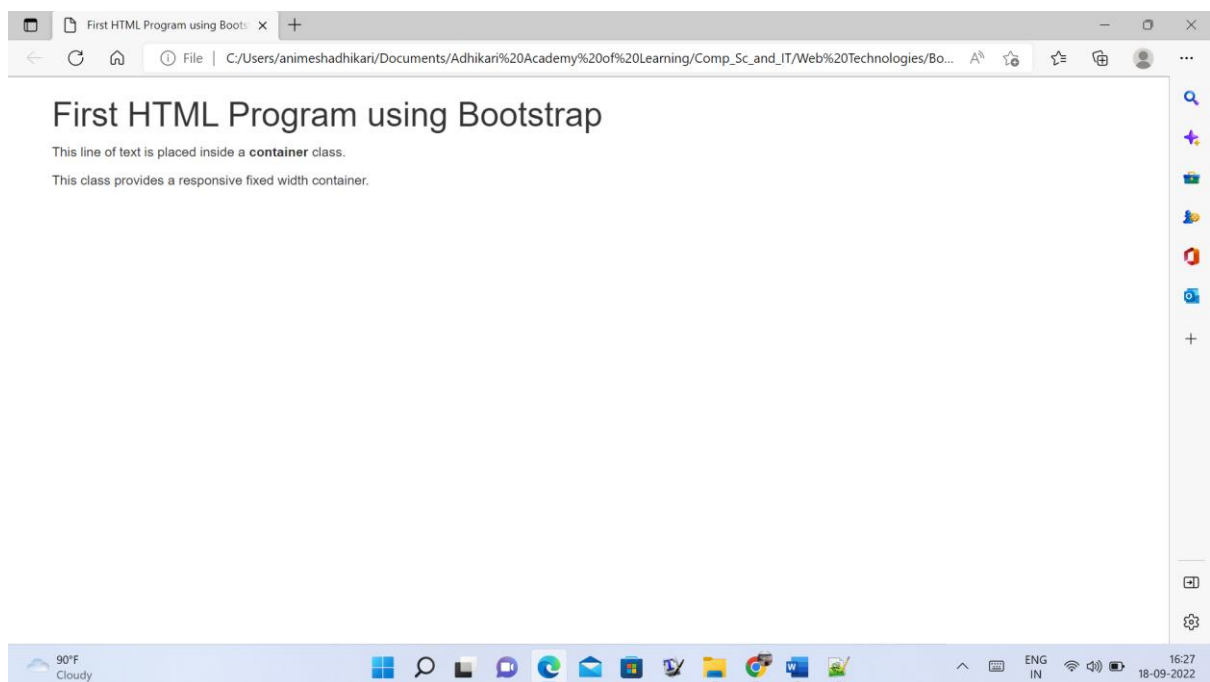 First HTML Program using Boots
File | C:/Users/animeshadhikari/Documents/Adhikari%20Academy%20of%20Learning/Comp_Sc_and_IT/Web%20Technologies/Bo...
First HTML Program using Bootstrap
This line of text is placed inside a container class.
This class provides a responsive fixed width container.
90°F
Cloudy
ENG
IN
16:27
18-09-2022